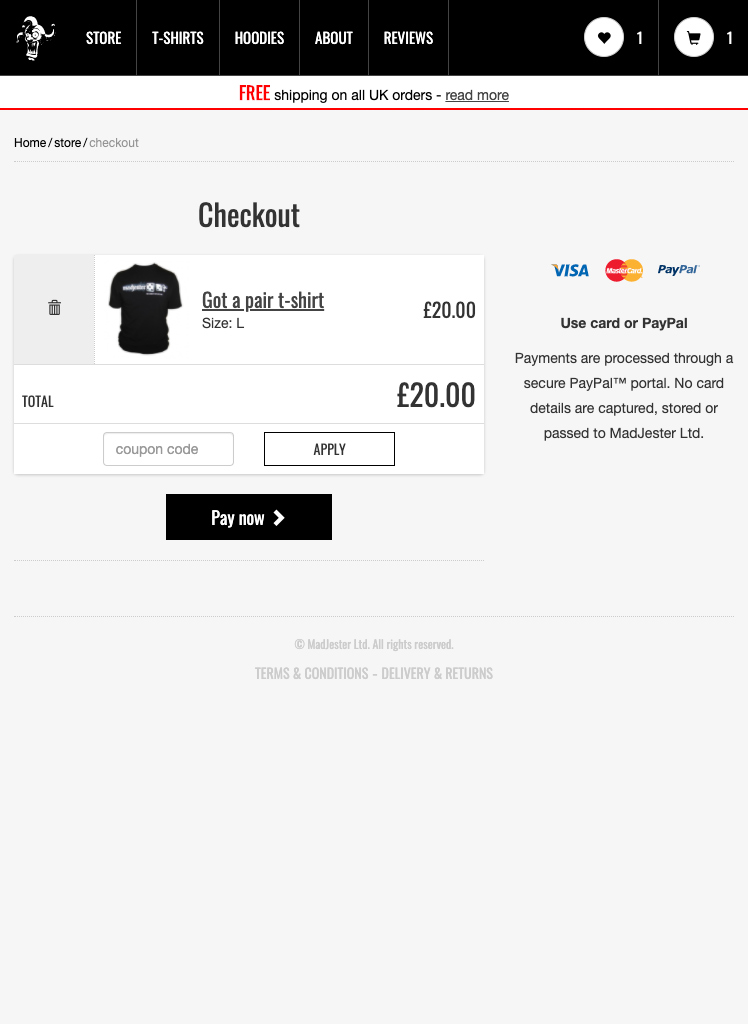 STORE T-SHIRTS HOODIES ABOUT REVIEWS 1 1
FREE shipping on all UK orders - read more
Home / store / checkout
Checkout
Got a pair t-shirt
Size: L
£20.00
TOTAL £20.00
coupon code APPLY
Pay now
VISA MasterCard PayPal
Use card or PayPal
Payments are processed through a
secure PayPal™ portal. No card
details are captured, stored or
passed to MadJester Ltd.
© MadJester Ltd. All rights reserved.
TERMS & CONDITIONS - DELIVERY & RETURNS